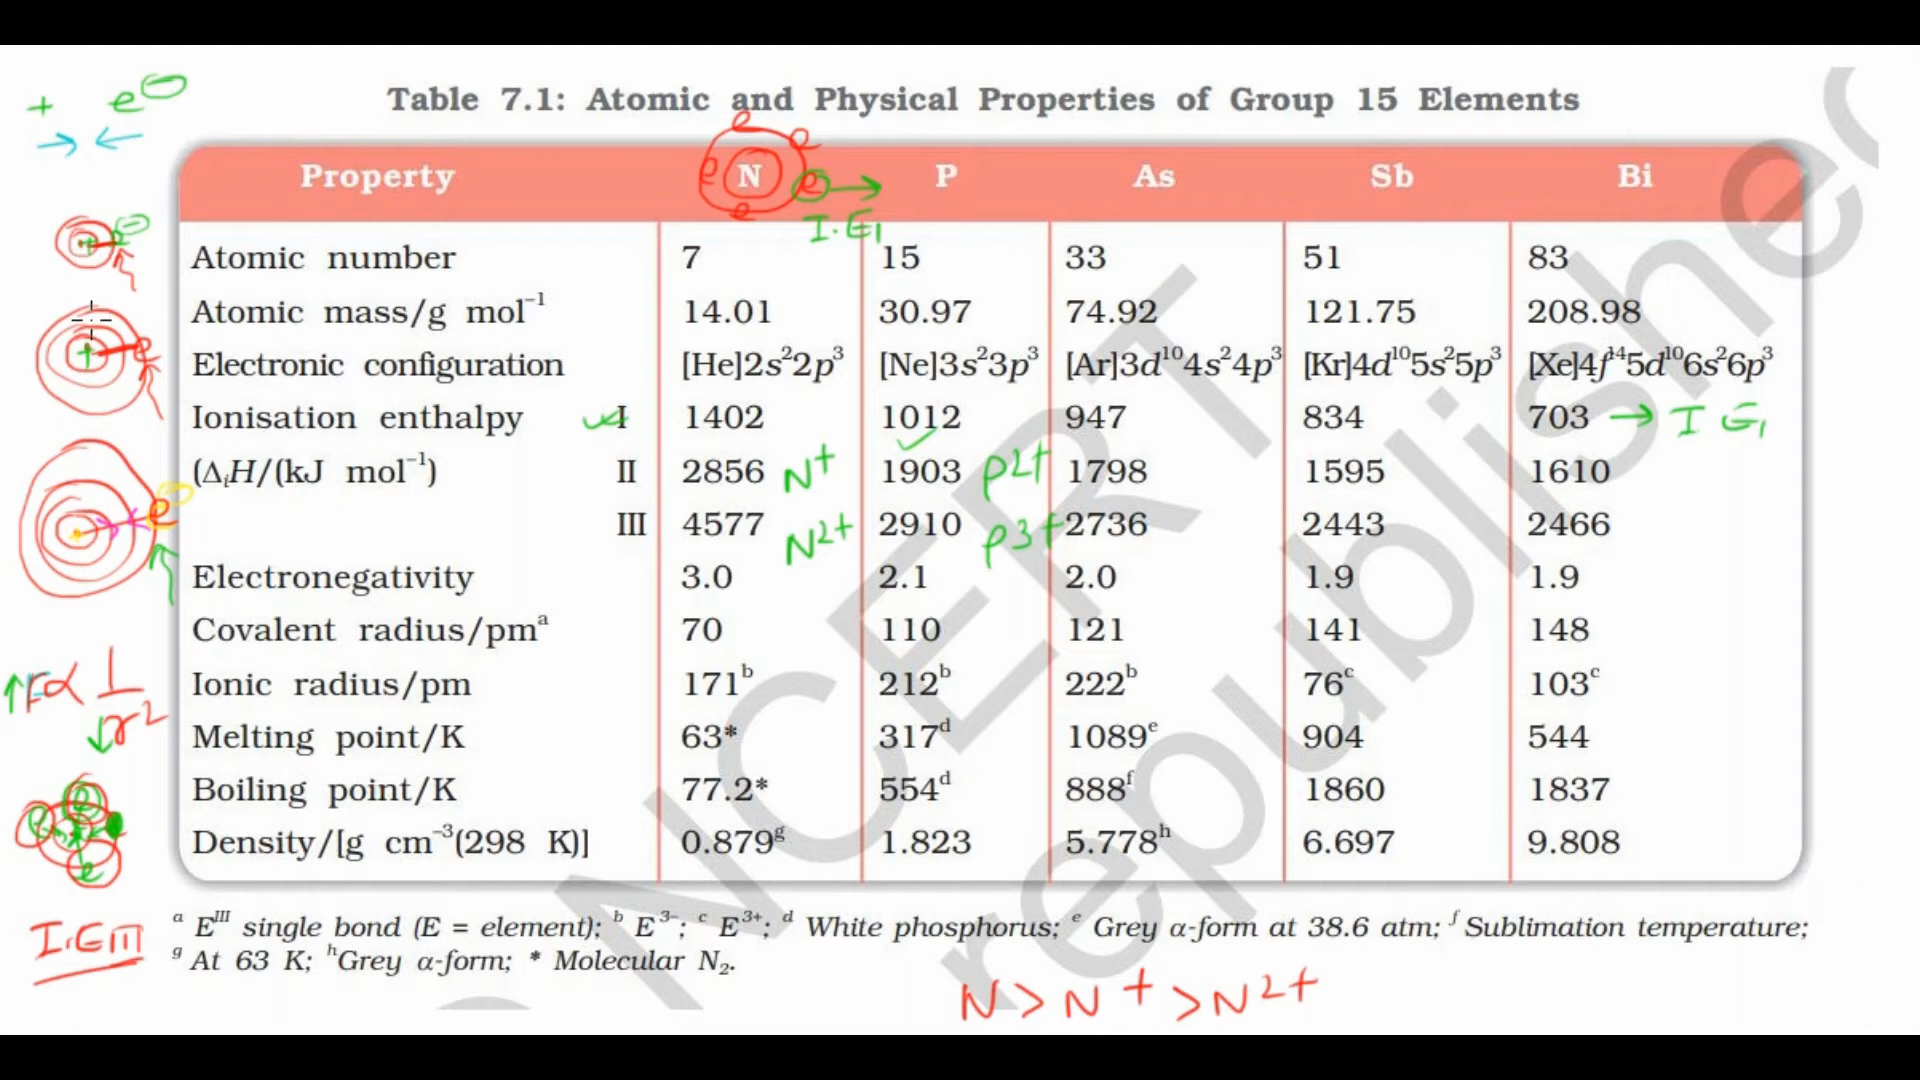 + e⊖
Table 7.1: Atomic and Physical Properties of Group 15 Elements
Property N P As Sb Bi
e e e e e
I.E₁
Atomic number 7 15 33 51 83
Atomic mass/g mol⁻¹ 14.01 30.97 74.92 121.75 208.98
Electronic configuration [He]2s²2p³ [Ne]3s²3p³ [Ar]3d¹⁰4s²4p³ [Kr]4d¹⁰5s²5p³ [Xe]4f¹⁴5d¹⁰6s²6p³
Ionisation enthalpy I 1402 1012 947 834 703 → I E₁
(ΔᵢH/(kJ mol⁻¹) II 2856 N⁺ 1903 P2+ 1798 1595 1610
III 4577 N²⁺ 2910 P3+ 2736 2443 2466
Electronegativity 3.0 2.1 2.0 1.9 1.9
Covalent radius/pmᵃ 70 110 121 141 148
Ionic radius/pm 171ᵇ 212ᵇ 222ᵇ 76ᶜ 103ᶜ
Melting point/K 63* 317ᵈ 1089ᵉ 904 544
Boiling point/K 77.2* 554ᵈ 888ᶠ 1860 1837
Density/[g cm⁻³(298 K)] 0.879ᵍ 1.823 5.778ʰ 6.697 9.808
ᵃ Eᴵᴵᴵ single bond (E = element); ᵇ E³⁻; ᶜ E³⁺; ᵈ White phosphorus; ᵉ Grey α-form at 38.6 atm; ᶠ Sublimation temperature;
ᵍ At 63 K; ʰGrey α-form; * Molecular N₂.
N > N⁺ > N²⁺
e
e
↑F∝ 1/↓r²
e
I.E III
NCERT
republished